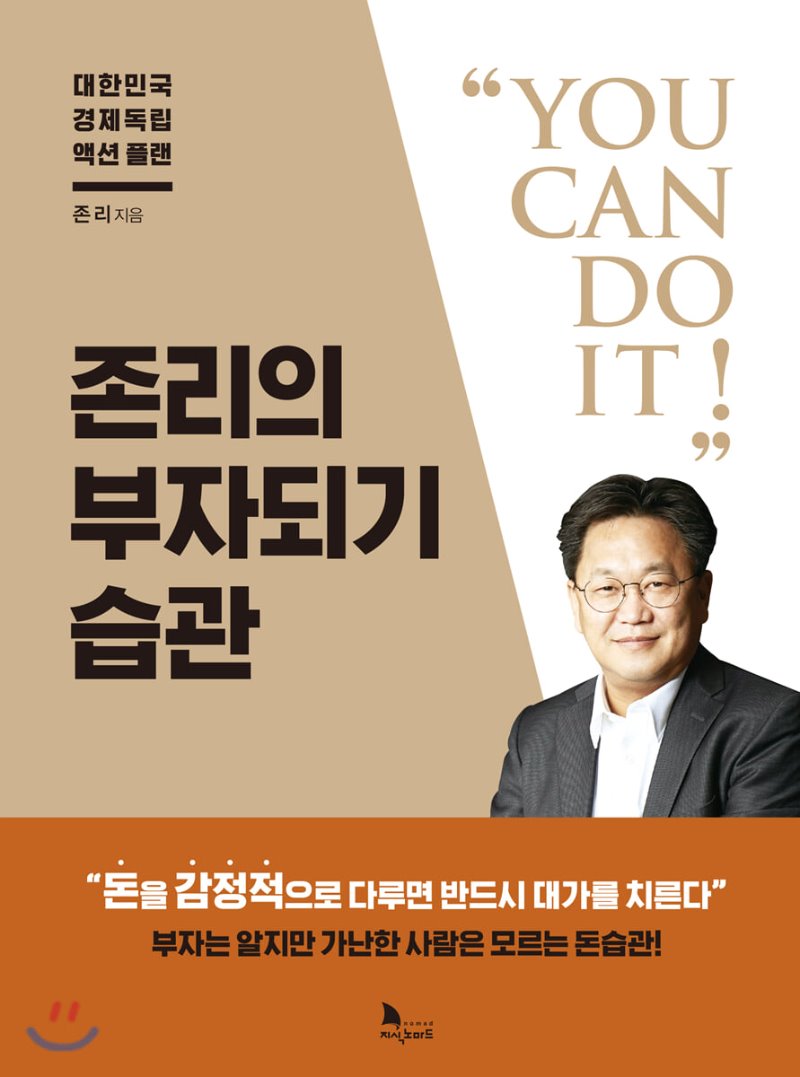 대한민국
경제독립
액션 플랜
존 리 지음
“YOU
CAN
DO
IT!”
존리의
부자되기
습관
“돈을 감정적으로 다루면 반드시 대가를 치른다”
부자는 알지만 가난한 사람은 모르는 돈습관!
nomad
지식노마드